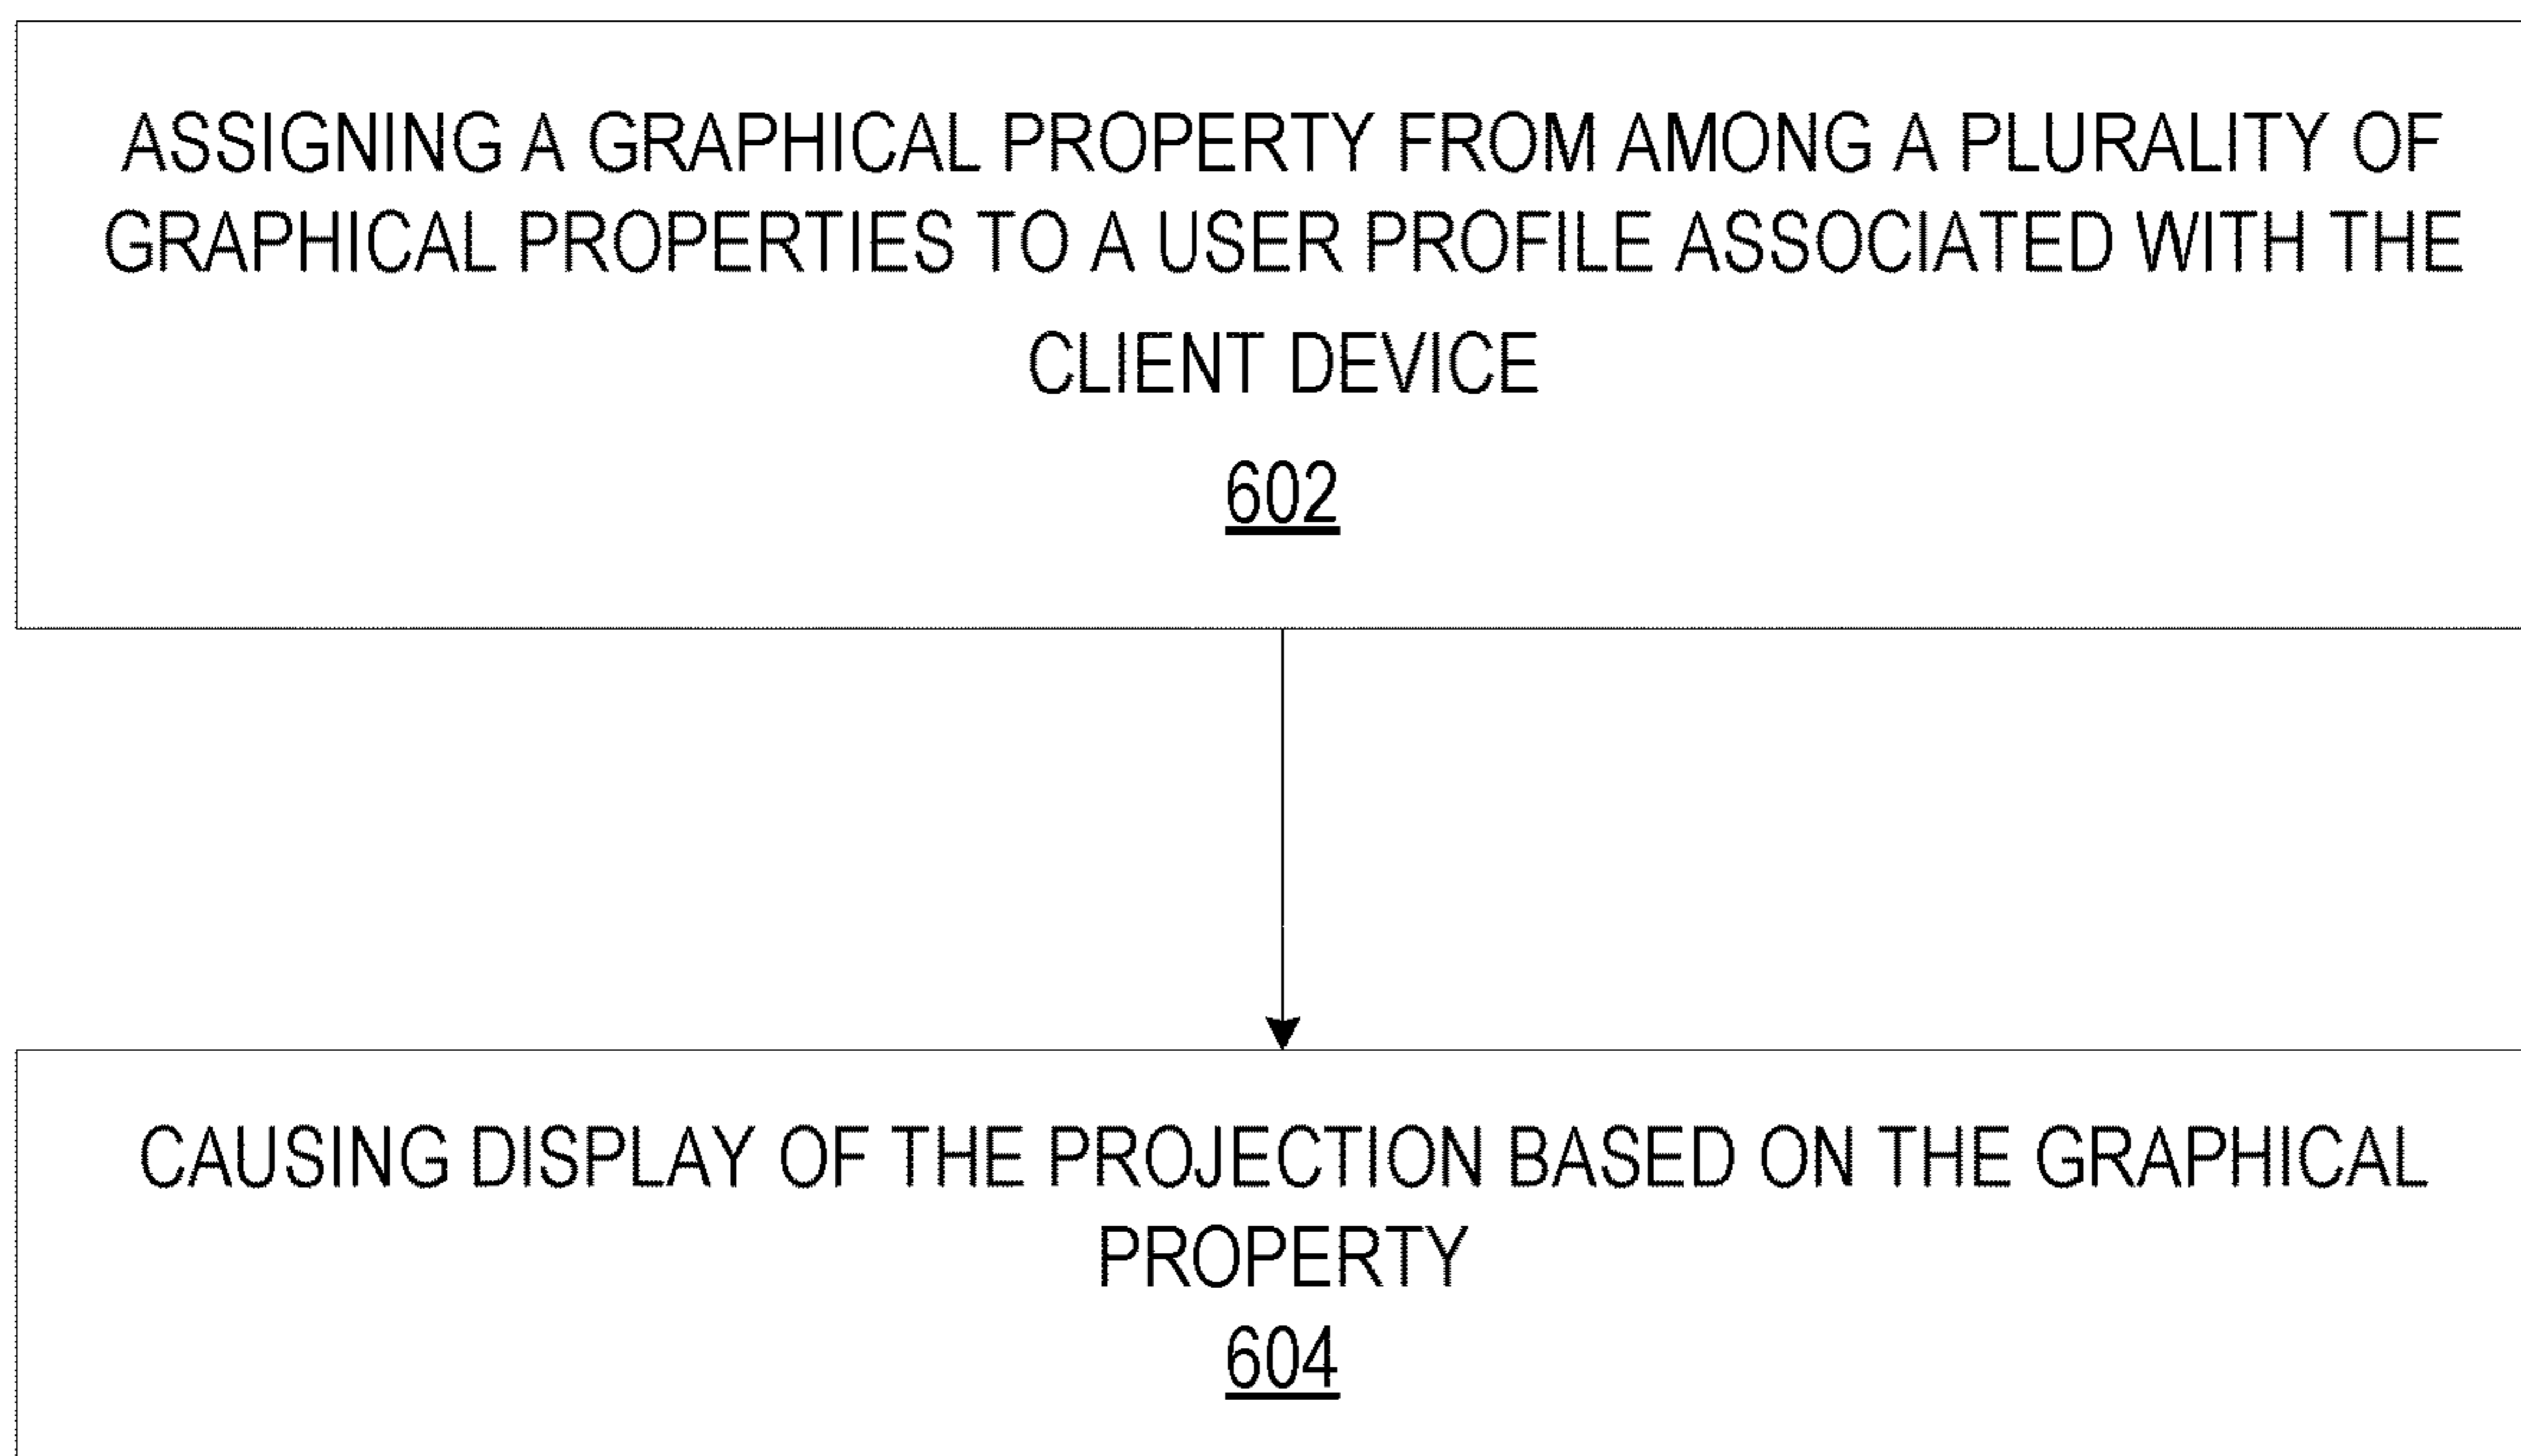 ASSIGNING A GRAPHICAL PROPERTY FROM AMONG A PLURALITY OF
GRAPHICAL PROPERTIES TO A USER PROFILE ASSOCIATED WITH THE
CLIENT DEVICE
602
CAUSING DISPLAY OF THE PROJECTION BASED ON THE GRAPHICAL
PROPERTY
604